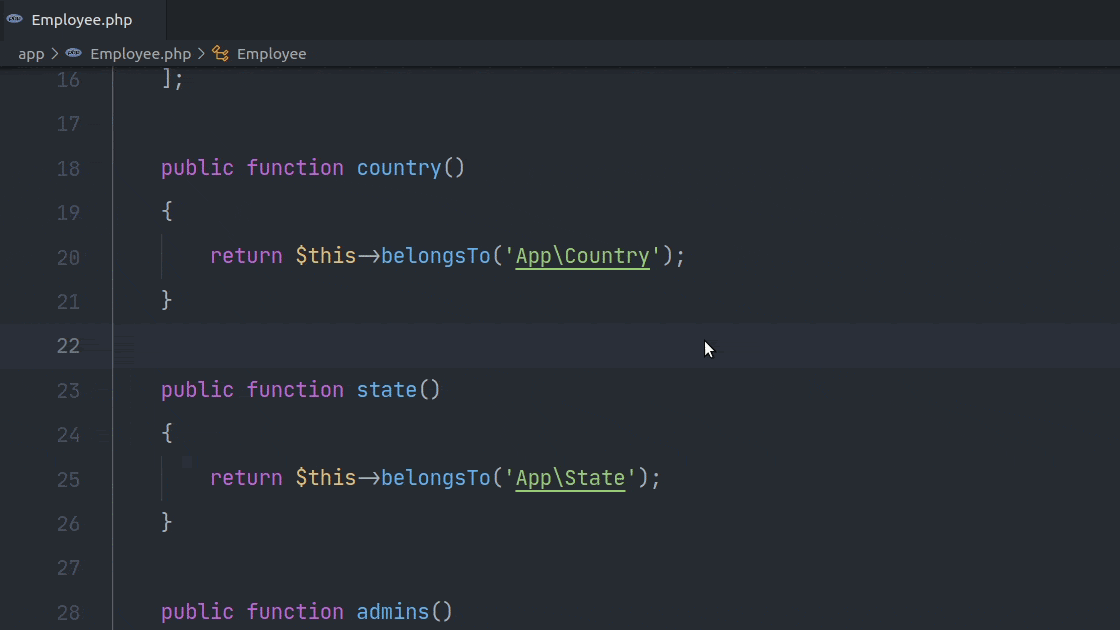 Employee.php
app > Employee.php > Employee
16 ];
17
18 public function country()
19 {
20 return $this->belongsTo('App\Country');
21 }
22
23 public function state()
24 {
25 return $this->belongsTo('App\State');
26 }
27
28 public function admins()